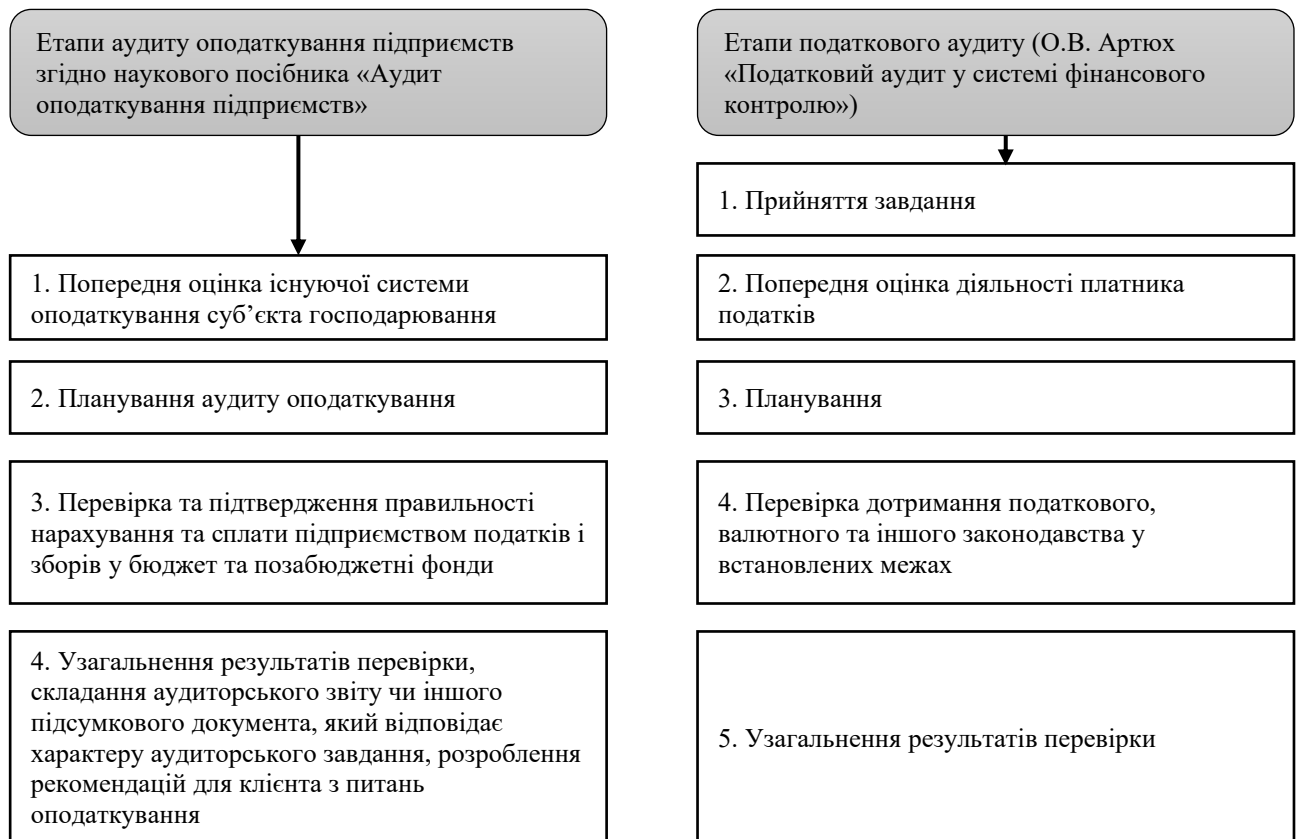 Етапи аудиту оподаткування підприємств
згідно наукового посібника «Аудит
оподаткування підприємств»
1. Попередня оцінка існуючої системи
оподаткування суб’єкта господарювання
2. Планування аудиту оподаткування
3. Перевірка та підтвердження правильності
нарахування та сплати підприємством податків і
зборів у бюджет та позабюджетні фонди
4. Узагальнення результатів перевірки,
складання аудиторського звіту чи іншого
підсумкового документа, який відповідає
характеру аудиторського завдання, розроблення
рекомендацій для клієнта з питань
оподаткування
Етапи податкового аудиту (О.В. Артюх
«Податковий аудит у системі фінансового
контролю»)
1. Прийняття завдання
2. Попередня оцінка діяльності платника
податків
3. Планування
4. Перевірка дотримання податкового,
валютного та іншого законодавства у
встановлених межах
5. Узагальнення результатів перевірки